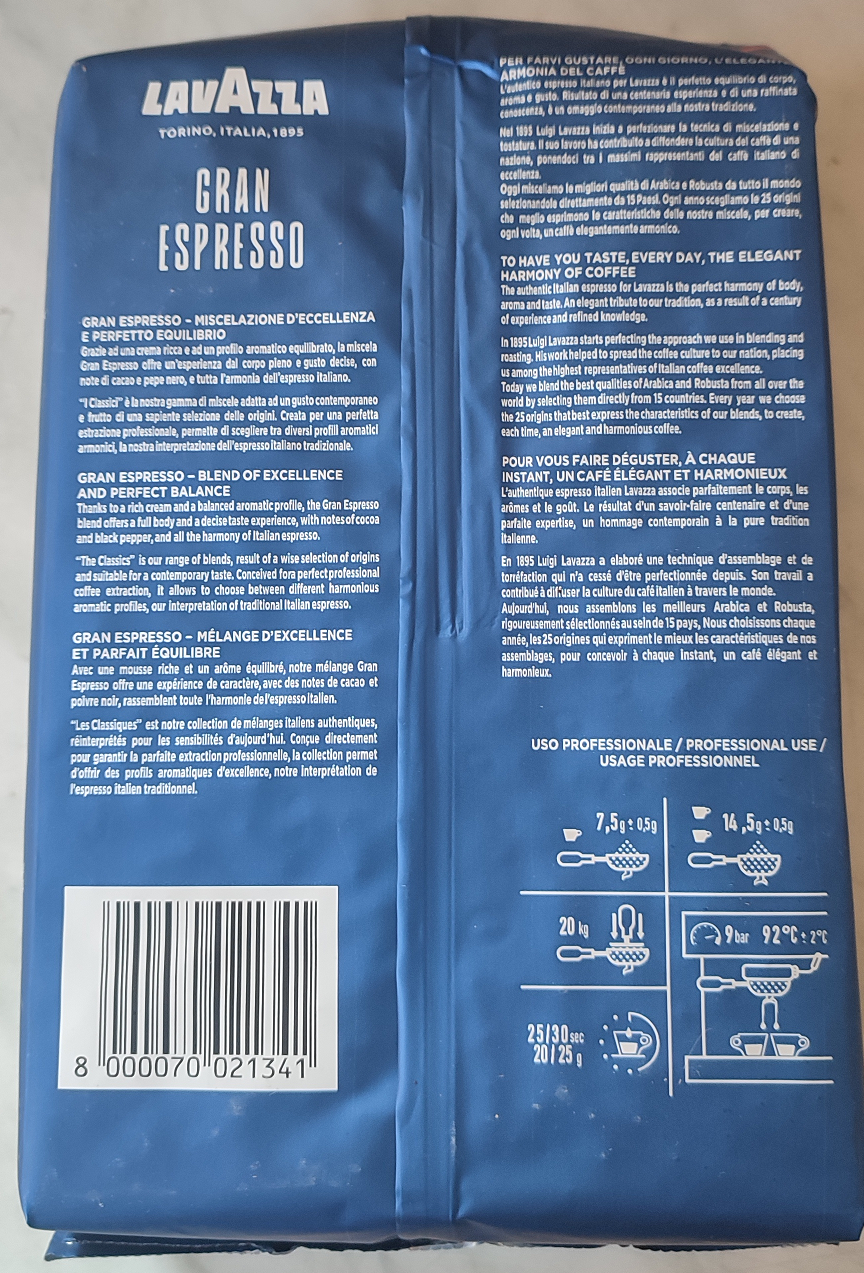 LAVAZZA
TORINO, ITALIA, 1895
GRAN
ESPRESSO
GRAN ESPRESSO – MISCELAZIONE D'ECCELLENZA
E PERFETTO EQUILIBRIO
Grazie ad una crema ricca e ad un profilo aromatico equilibrato, la miscela
Gran Espresso offre un'esperienza dal corpo pieno e gusto deciso, con
note di cacao e pepe nero, e tutta l'armonia dell'espresso italiano.
"I Classici" è la nostra gamma di miscele adatta ad un gusto contemporaneo
e frutto di una sapiente selezione delle origini. Creata per una perfetta
estrazione professionale, permette di scegliere tra diversi profili aromatici
armonici, la nostra interpretazione dell'espresso italiano tradizionale.
GRAN ESPRESSO – BLEND OF EXCELLENCE
AND PERFECT BALANCE
Thanks to a rich cream and a balanced aromatic profile, the Gran Espresso
blend offers a full body and a decise taste experience, with notes of cocoa
and black pepper, and all the harmony of Italian espresso.
"The Classics" is our range of blends, result of a wise selection of origins
and suitable for a contemporary taste. Conceived for a perfect professional
coffee extraction, it allows to choose between different harmonious
aromatic profiles, our interpretation of traditional Italian espresso.
GRAN ESPRESSO – MÉLANGE D'EXCELLENCE
ET PARFAIT ÉQUILIBRE
Avec une mousse riche et un arôme équilibré, notre mélange Gran
Espresso offre une expérience de caractère, avec des notes de cacao et
poivre noir, rassemblent toute l'harmonie de l'espresso italien.
"Les Classiques" est notre collection de mélanges italiens authentiques,
réinterprétés pour les sensibilités d'aujourd'hui. Conçue directement
pour garantir la parfaite extraction professionnelle, la collection permet
d'offrir des profils aromatiques d'excellence, notre interprétation de
l'espresso italien traditionnel.
8 000070 021341
PER FARVI GUSTARE, OGNI GIORNO, L'ELEGANTE
ARMONIA DEL CAFFÈ
L'autentico espresso italiano per Lavazza è il perfetto equilibrio di corpo,
aroma e gusto. Risultato di una centenaria esperienza e di una raffinata
conoscenza, è un omaggio contemporaneo alla nostra tradizione.
Nel 1895 Luigi Lavazza inizia a perfezionare la tecnica di miscelazione e
tostatura. Il suo lavoro ha contribuito a diffondere la cultura del caffè di una
nazione, ponendoci tra i massimi rappresentanti del caffè italiano di
eccellenza.
Oggi misceliamo le migliori qualità di Arabica e Robusta da tutto il mondo
selezionandole direttamente da 15 Paesi. Ogni anno scegliamo le 25 origini
che meglio esprimono le caratteristiche delle nostre miscele, per creare,
ogni volta, un caffè elegantemente armonico.
TO HAVE YOU TASTE, EVERY DAY, THE ELEGANT
HARMONY OF COFFEE
The authentic Italian espresso for Lavazza is the perfect harmony of body,
aroma and taste. An elegant tribute to our tradition, as a result of a century
of experience and refined knowledge.
In 1895 Luigi Lavazza starts perfecting the approach we use in blending and
roasting. His work helped to spread the coffee culture to our nation, placing
us among the highest representatives of Italian coffee excellence.
Today we blend the best qualities of Arabica and Robusta from all over the
world by selecting them directly from 15 countries. Every year we choose
the 25 origins that best express the characteristics of our blends, to create,
each time, an elegant and harmonious coffee.
POUR VOUS FAIRE DÉGUSTER, À CHAQUE
INSTANT, UN CAFÉ ÉLÉGANT ET HARMONIEUX
L'authentique espresso italien Lavazza associe parfaitement le corps, les
arômes et le goût. Le résultat d'un savoir-faire centenaire et d'une
parfaite expertise, un hommage contemporain à la pure tradition
italienne.
En 1895 Luigi Lavazza a elaboré une technique d'assemblage et de
torréfaction qui n'a cessé d'être perfectionnée depuis. Son travail a
contribué à diffuser la culture du café italien à travers le monde.
Aujourd'hui, nous assemblons les meilleurs Arabica et Robusta,
rigoureusement sélectionnés au sein de 15 pays, Nous choisissons chaque
année, les 25 origines qui expriment le mieux les caractéristiques de nos
assemblages, pour concevoir à chaque instant, un café élégant et
harmonieux.
USO PROFESSIONALE / PROFESSIONAL USE /
USAGE PROFESSIONNEL
7,5g ± 0,5g
14,5g ± 0,5g
20 kg
9 bar 92°C ± 2°C
25/30 sec
20/25 g